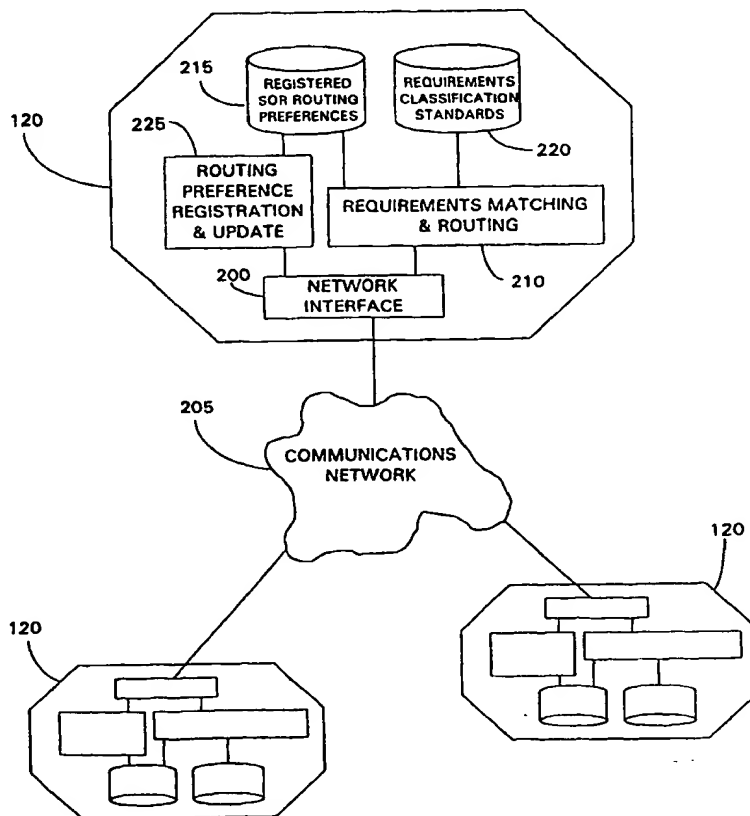 215
REGISTERED
SOR ROUTING
PREFERENCES
REQUIREMENTS
CLASSIFICATION
STANDARDS
120
225
220
ROUTING
PREFERENCE
REGISTRATION
& UPDATE
REQUIREMENTS MATCHING
& ROUTING
200
210
NETWORK
INTERFACE
205
COMMUNICATIONS
NETWORK
120
120